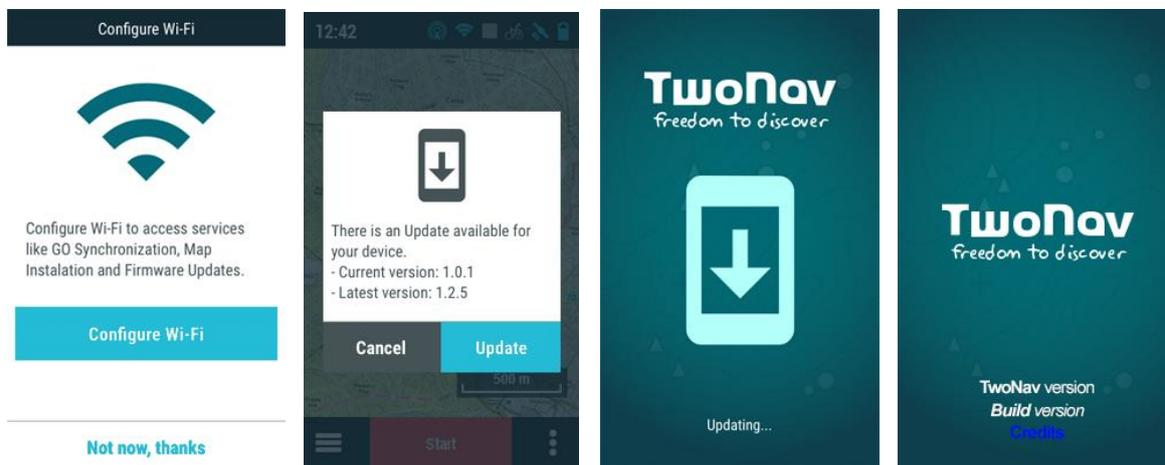 Configure Wi-Fi
Configure Wi-Fi to access services
like GO Synchronization, Map
Instalation and Firmware Updates.
Configure Wi-Fi
Not now, thanks
12:42
There is an Update available for
your device.
- Current version: 1.0.1
- Latest version: 1.2.5
Cancel
Update
500 m
Start
TwoNav
freedom to discover
Updating...
TwoNav
freedom to discover
TwoNav version
Build version
Credits